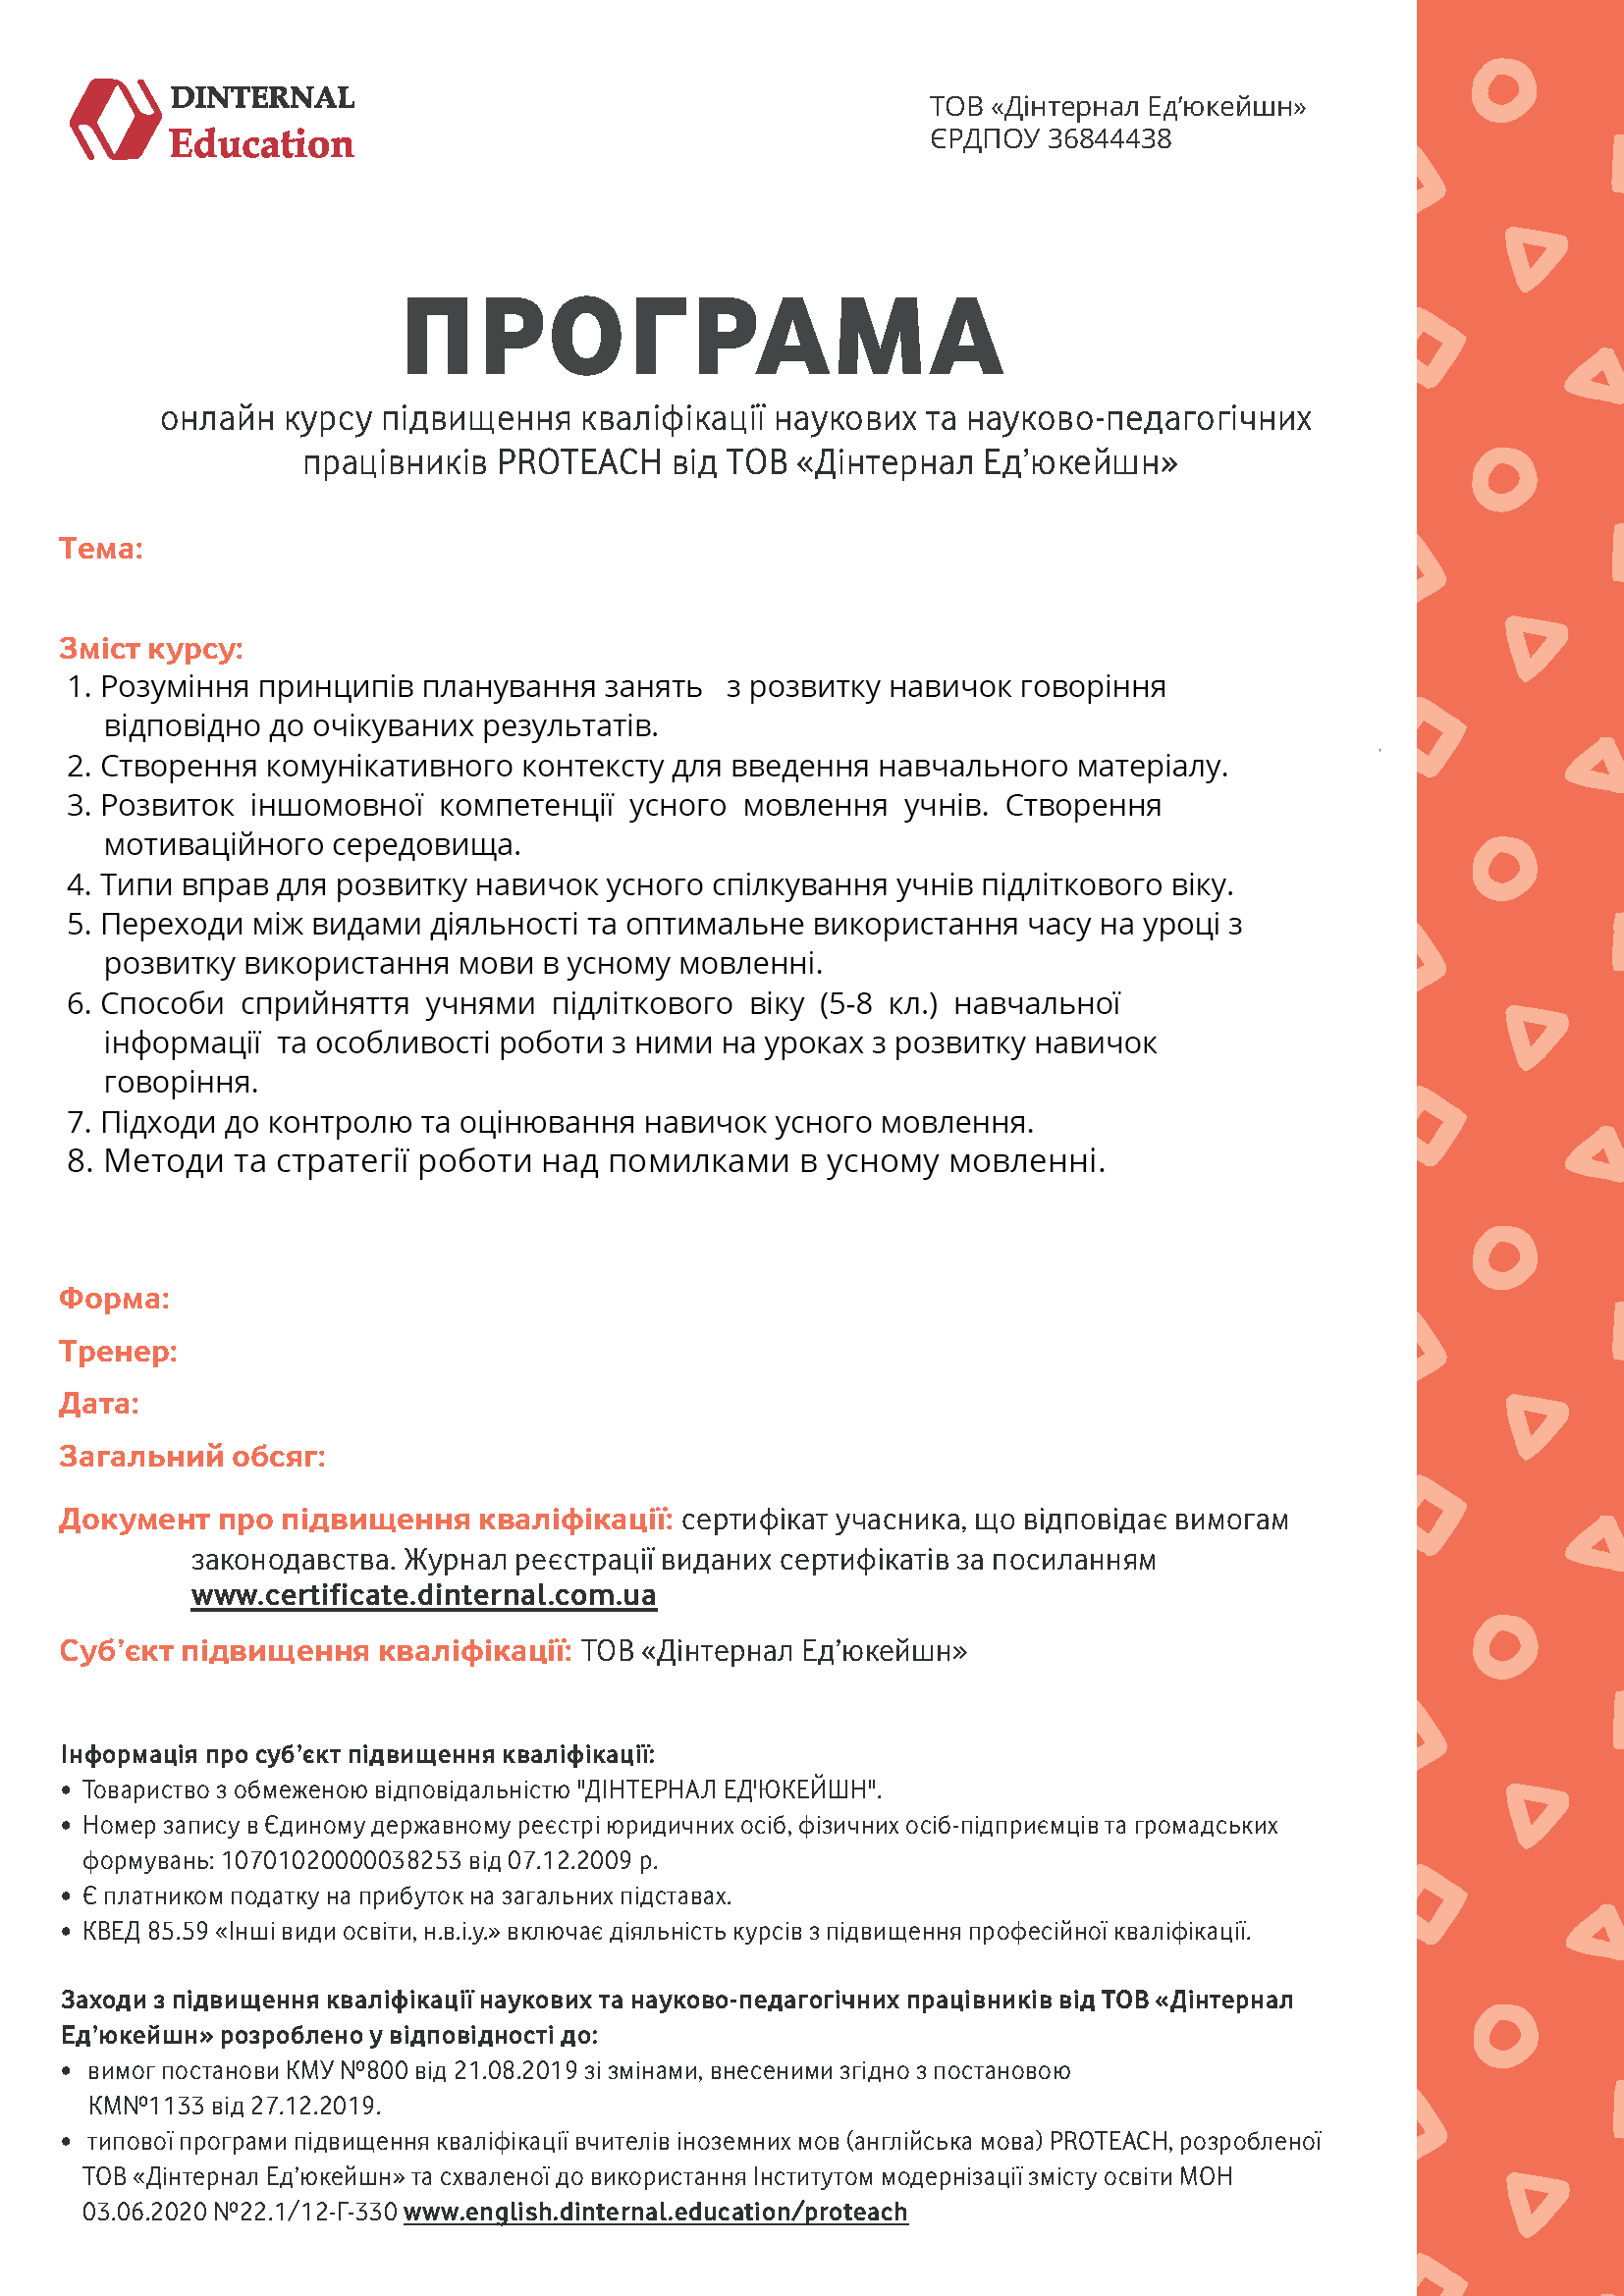 DINTERNAL
Education
ТОВ «Дінтернал Ед’юкейшн»
ЄРДПОУ 36844438
ПРОГРАМА
онлайн курсу підвищення кваліфікації наукових та науково-педагогічних
працівників PROTEACH від ТОВ «Дінтернал Ед’юкейшн»
Тема:
Зміст курсу:
1. Розуміння принципів планування занять з розвитку навичок говоріння
відповідно до очікуваних результатів.
2. Створення комунікативного контексту для введення навчального матеріалу.
3. Розвиток іншомовної компетенції усного мовлення учнів. Створення
мотиваційного середовища.
4. Типи вправ для розвитку навичок усного спілкування учнів підліткового віку.
5. Переходи між видами діяльності та оптимальне використання часу на уроці з
розвитку використання мови в усному мовленні.
6. Способи сприйняття учнями підліткового віку (5-8 кл.) навчальної
інформації та особливості роботи з ними на уроках з розвитку навичок
говоріння.
7. Підходи до контролю та оцінювання навичок усного мовлення.
8. Методи та стратегії роботи над помилками в усному мовленні.
Форма:
Тренер:
Дата:
Загальний обсяг:
Документ про підвищення кваліфікації: сертифікат учасника, що відповідає вимогам
законодавства. Журнал реєстрації виданих сертифікатів за посиланням
www.certificate.dinternal.com.ua
Суб’єкт підвищення кваліфікації: ТОВ «Дінтернал Ед’юкейшн»
Інформація про суб’єкт підвищення кваліфікації:
• Товариство з обмеженою відповідальністю "ДІНТЕРНАЛ ЕД'ЮКЕЙШН".
• Номер запису в Єдиному державному реєстрі юридичних осіб, фізичних осіб-підприємців та громадських
формувань: 10701020000038253 від 07.12.2009 р.
• Є платником податку на прибуток на загальних підставах.
• КВЕД 85.59 «Інші види освіти, н.в.і.у.» включає діяльність курсів з підвищення професійної кваліфікації.
Заходи з підвищення кваліфікації наукових та науково-педагогічних працівників від ТОВ «Дінтернал
Ед’юкейшн» розроблено у відповідності до:
• вимог постанови КМУ №800 від 21.08.2019 зі змінами, внесеними згідно з постановою
КМ№1133 від 27.12.2019.
• типової програми підвищення кваліфікації вчителів іноземних мов (англійська мова) PROTEACH, розробленої
ТОВ «Дінтернал Ед’юкейшн» та схваленої до використання Інститутом модернізації змісту освіти МОН
03.06.2020 №22.1/12-Г-330 www.english.dinternal.education/proteach